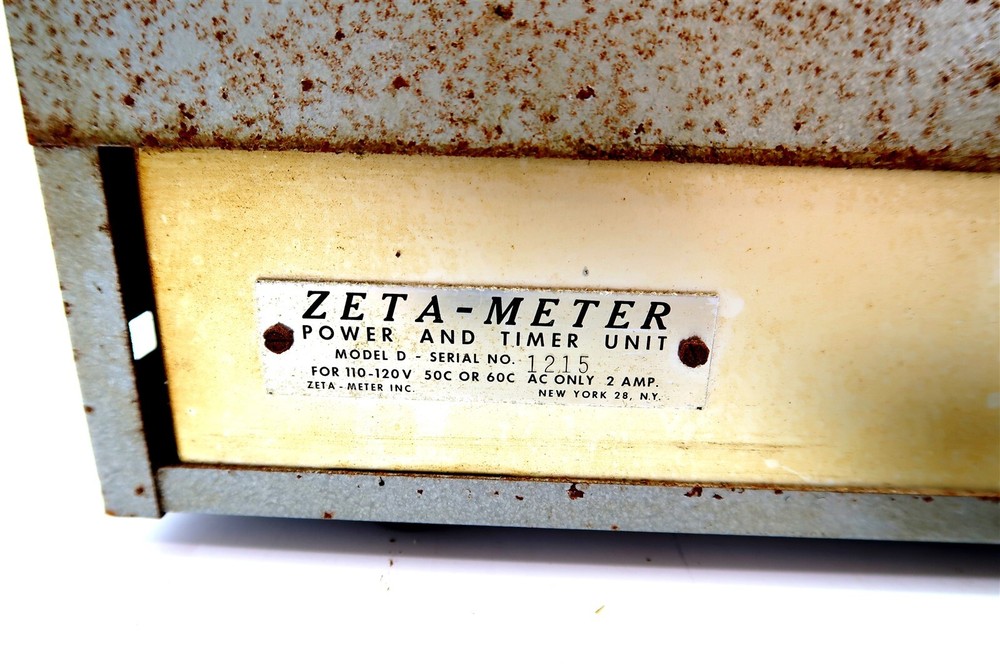 ZETA-METER
POWER AND TIMER UNIT
MODEL D - SERIAL NO. 1215
FOR 110-120V 50C OR 60C AC ONLY 2 AMP.
ZETA-METER INC. NEW YORK 28, N.Y.